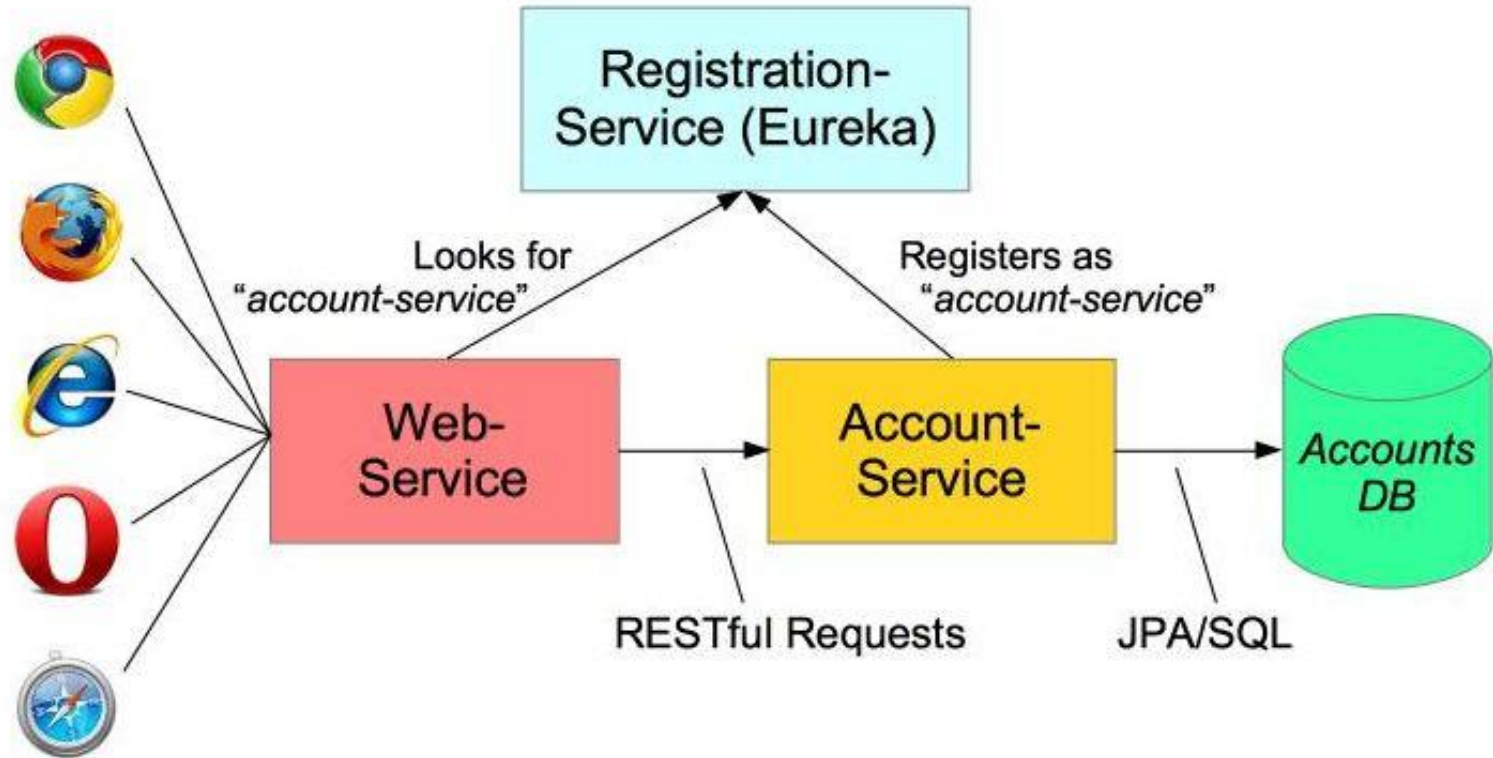 Registration-
Service (Eureka)
Looks for
“account-service”
Registers as
“account-service”
Web-
Service
Account-
Service
Accounts
DB
RESTful Requests
JPA/SQL